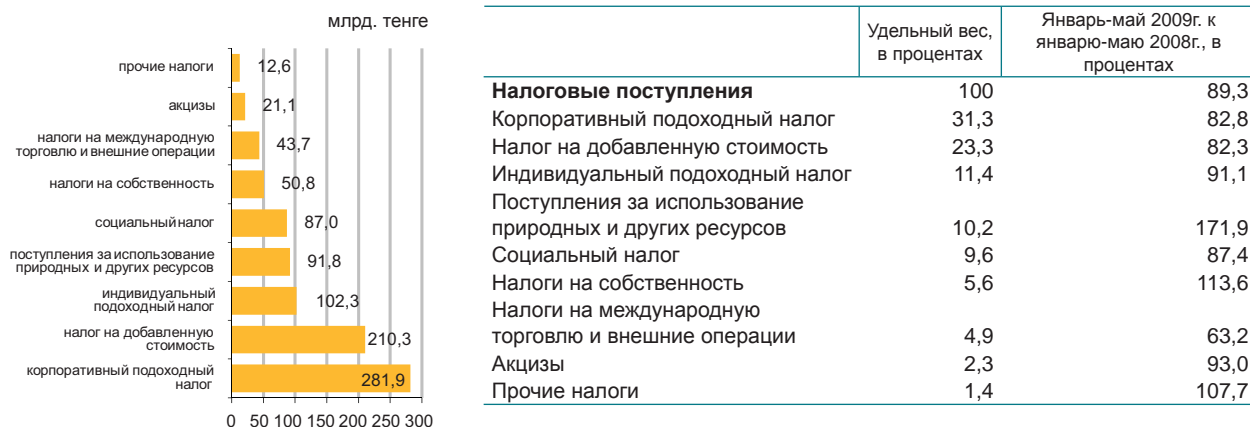 млрд. тенге
прочие налоги
12,6
акцизы
21,1
налоги на международную
торговлю и внешние операции
43,7
налоги на собственность
50,8
социальный налог
87,0
поступления за использование
природных и других ресурсов
91,8
индивидуальный
подоходный налог
102,3
налог на добавленную
стоимость
210,3
корпоративный подоходный
налог
281,9
0 50 100 150 200 250 300
Удельный вес,
в процентах
Январь-май 2009г. к
январю-маю 2008г., в
процентах
Налоговые поступления 100 89,3
Корпоративный подоходный налог 31,3 82,8
Налог на добавленную стоимость 23,3 82,3
Индивидуальный подоходный налог 11,4 91,1
Поступления за использование
природных и других ресурсов 10,2 171,9
Социальный налог 9,6 87,4
Налоги на собственность 5,6 113,6
Налоги на международную
торговлю и внешние операции 4,9 63,2
Акцизы 2,3 93,0
Прочие налоги 1,4 107,7